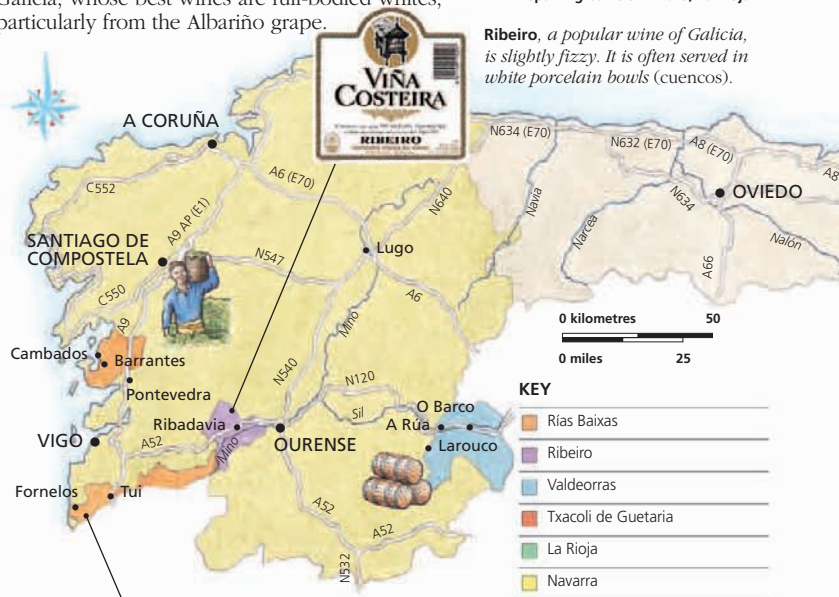 Galicia, whose best wines are full-bodied whites,
particularly from the Albariño grape.
Ribeiro, a popular wine of Galicia,
is slightly fizzy. It is often served in
white porcelain bowls (cuencos).
VIÑA
COSTEIRA
RIBEIRO
A CORUÑA
N634 (E70)
N632 (E70)
A8 (E70)
A8
C552
A6 (E70)
N640
Navia
Narcea
N634
OVIEDO
Nalón
A66
A9 AP (E1)
SANTIAGO DE
COMPOSTELA
N547
Lugo
C550
A6
A9
Mino
0 kilometres 50
0 miles 25
Cambados
Barrantes
Pontevedra
N540
N120
Sil
O Barco
A Rúa
Larouco
VIGO
A52
Ribadavia
Mino
OURENSE
Fornelos
Tui
A52
A52
N532
KEY
Rías Baixas
Ribeiro
Valdeorras
Txacoli de Guetaria
La Rioja
Navarra